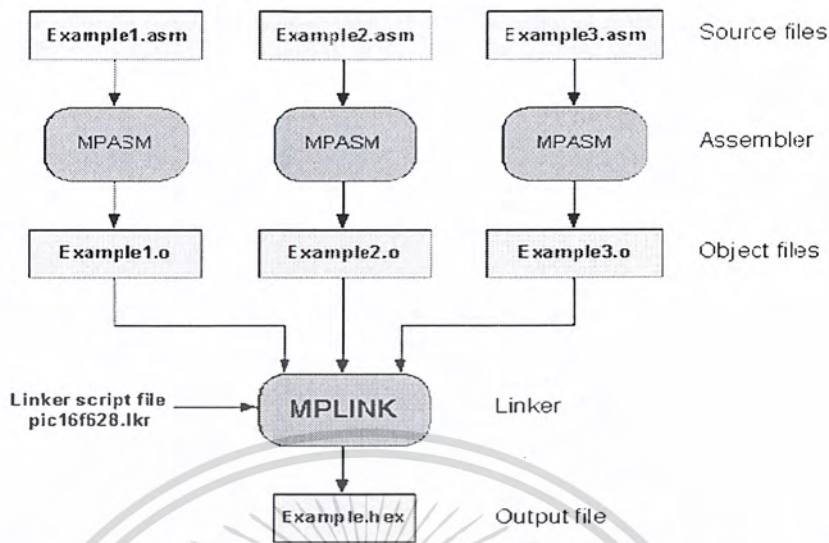 Example1.asm Example2.asm Example3.asm Source files
MPASM MPASM MPASM Assembler
Example1.o Example2.o Example3.o Object files
Linker script file
pic16f628.lkr
MPLINK Linker
Example.hex Output file